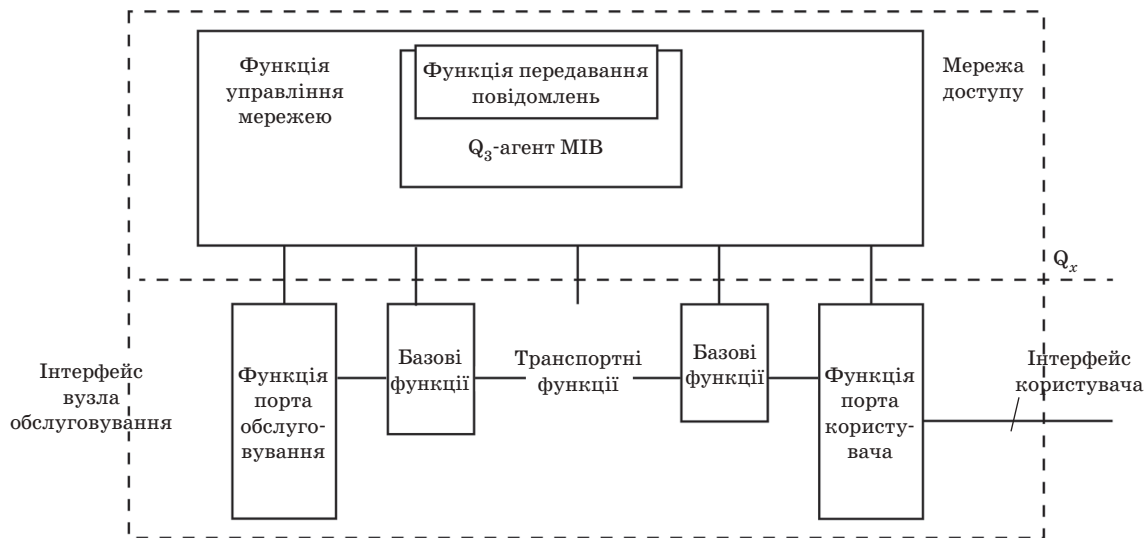 Функція
управління
мережею
Функція передавання
повідомлень
Q₃-агент MIB
Мережа
доступу
Qₓ
Інтерфейс
вузла
обслуговування
Функція
порта
обслуго-
вування
Базові
функції
Транспортні
функції
Базові
функції
Функція
порта
користу-
вача
Інтерфейс
користувача